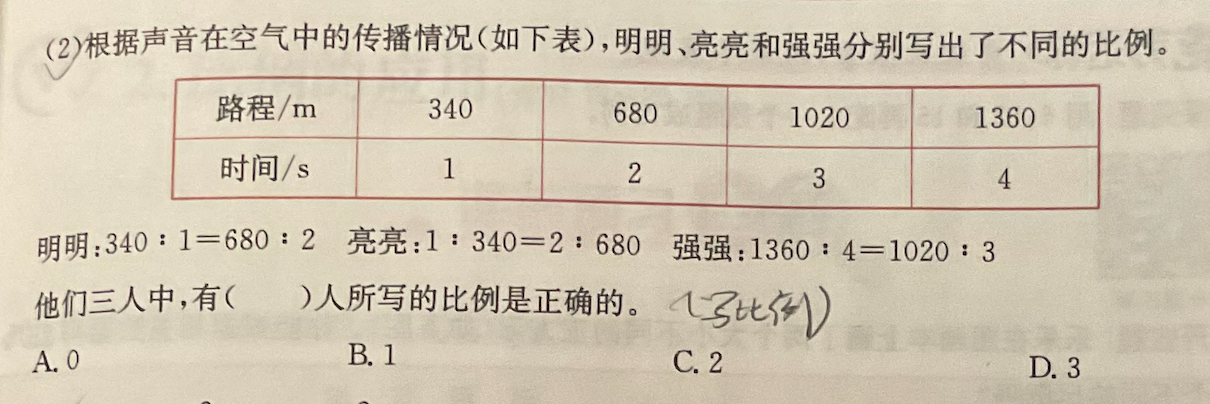 (2)根据声音在空气中的传播情况(如下表),明明、亮亮和强强分别写出了不同的比例。
路程/m 340 680 1020 1360
时间/s 1 2 3 4
明明:340∶1=680∶2 亮亮:1∶340=2∶680 强强:1360∶4=1020∶3
他们三人中,有( )人所写的比例是正确的。(写比例)
A. 0 B. 1 C. 2 D. 3